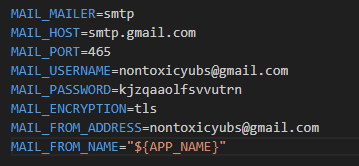 MAIL_MAILER=smtp
MAIL_HOST=smtp.gmail.com
MAIL_PORT=465
MAIL_USERNAME=nontoxicyubs@gmail.com
MAIL_PASSWORD=kjzqaaolfsvvutrn
MAIL_ENCRYPTION=tls
MAIL_FROM_ADDRESS=nontoxicyubs@gmail.com
MAIL_FROM_NAME="${APP_NAME}"